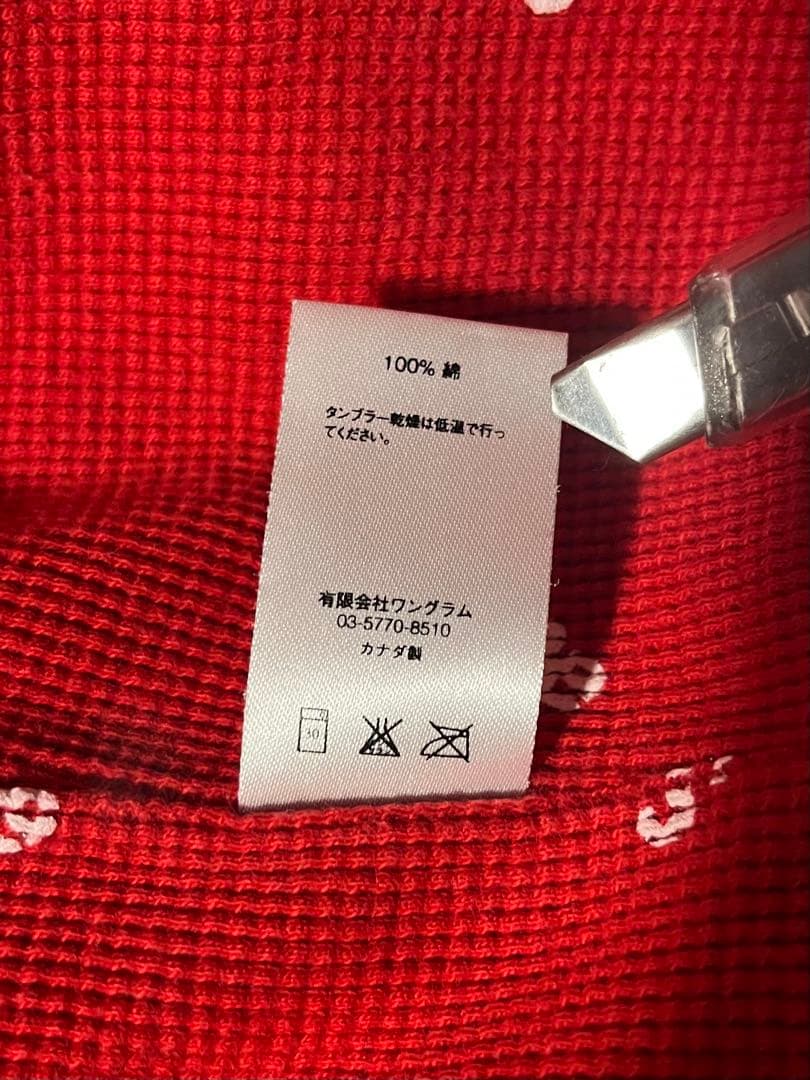 100% 綿
タンブラー乾燥は低温で行っ
てください。
有限会社ワングラム
03-5770-8510
カナダ製
30